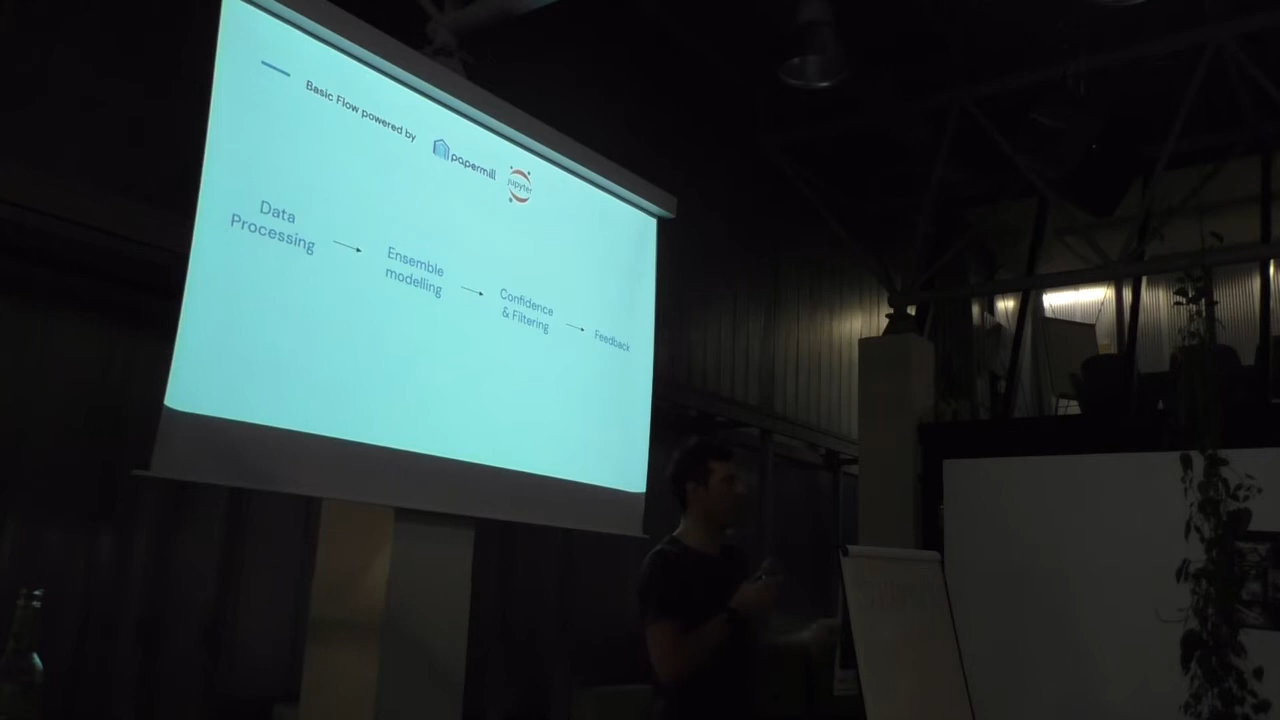 Basic Flow powered by
papermill
jupyter
Data
Processing
Ensemble
modelling
Confidence
& Filtering
Feedback